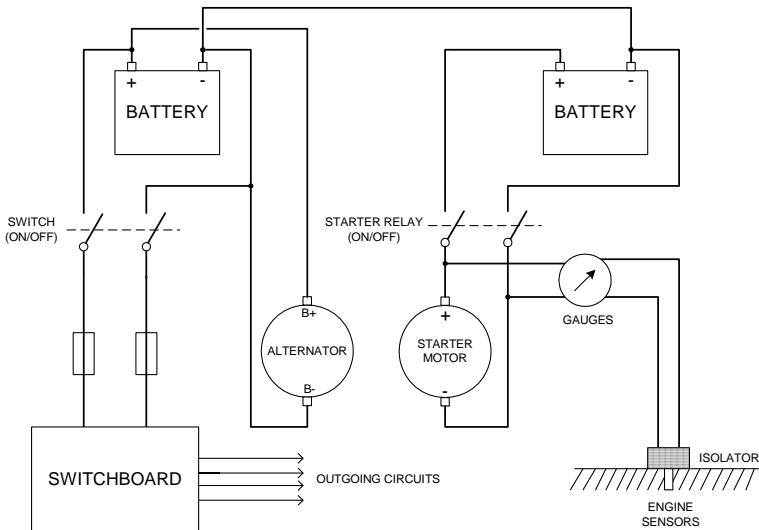 + -
BATTERY
+ -
BATTERY
SWITCH
(ON/OFF)
STARTER RELAY
(ON/OFF)
B+
ALTERNATOR
B-
+
STARTER
MOTOR
-
GAUGES
SWITCHBOARD
OUTGOING CIRCUITS
ISOLATOR
ENGINE
SENSORS